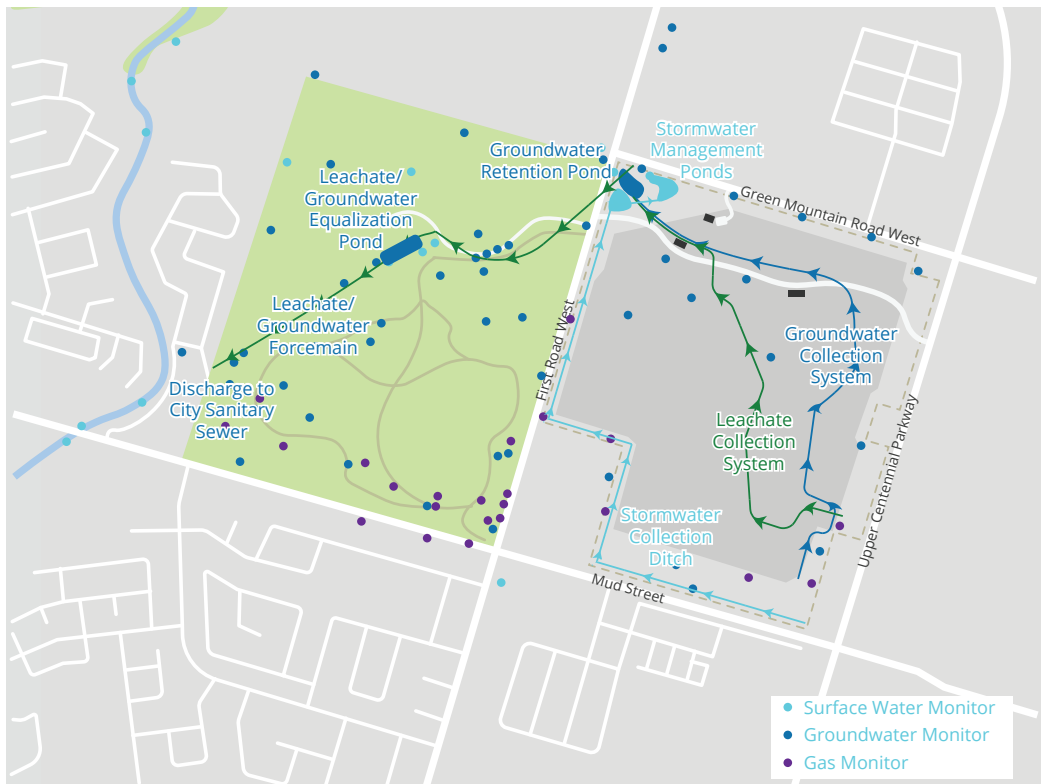 Stormwater
Management
Ponds
Groundwater
Retention Pond
Leachate/
Groundwater
Equalization
Pond
Green Mountain Road West
Leachate/
Groundwater
Forcemain
First Road West
Groundwater
Collection
System
Discharge to
City Sanitary
Sewer
Leachate
Collection
System
Upper Centennial Parkway
Stormwater
Collection
Ditch
Mud Street
Surface Water Monitor
Groundwater Monitor
Gas Monitor